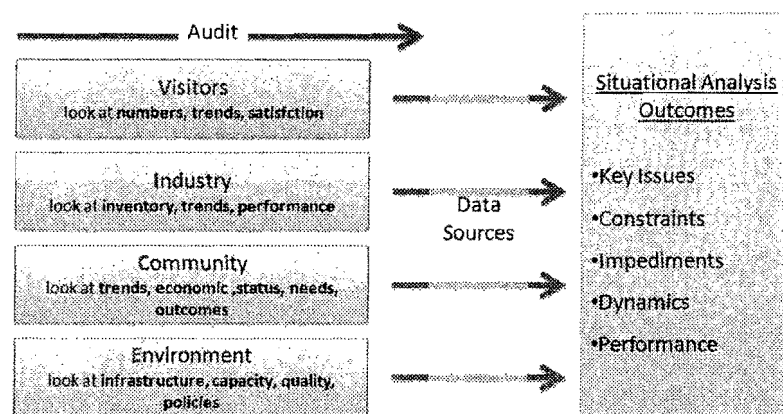 Audit
Visitors
look at numbers, trends, satisfction
Industry
look at inventory, trends, performance
Community
look at trends, economic ,status, needs,
outcomes
Environment
look at infrastructure, capacity, quality,
policies
Data
Sources
Situational Analysis
Outcomes
•Key Issues
•Constraints
•Impediments
•Dynamics
•Performance